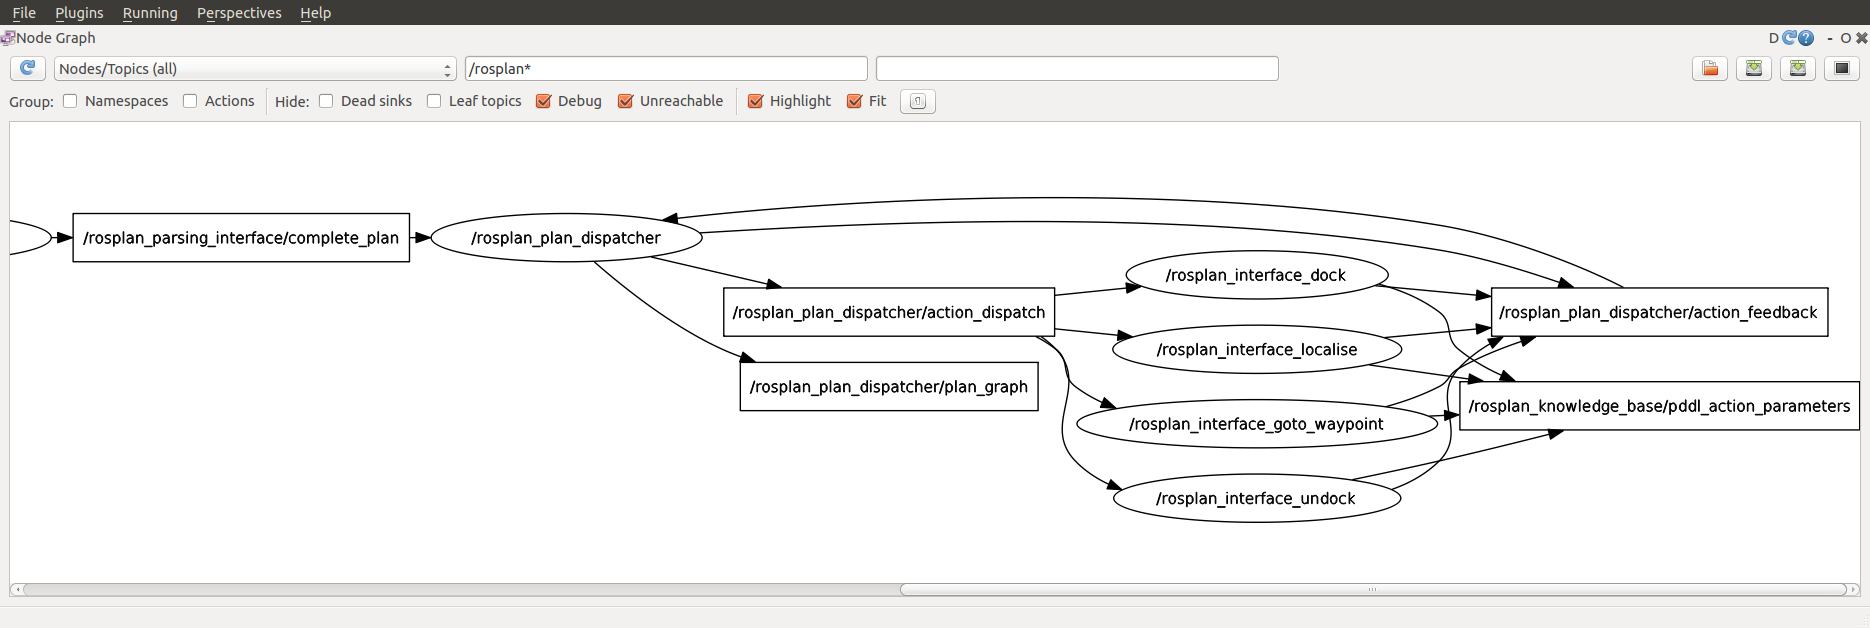 File Plugins Running Perspectives Help
Node Graph D - O
Nodes/Topics (all) /rosplan*
Group: Namespaces Actions Hide: Dead sinks Leaf topics Debug Unreachable Highlight Fit
/rosplan_parsing_interface/complete_plan
/rosplan_plan_dispatcher
/rosplan_plan_dispatcher/action_dispatch
/rosplan_plan_dispatcher/plan_graph
/rosplan_interface_dock
/rosplan_interface_localise
/rosplan_interface_goto_waypoint
/rosplan_interface_undock
/rosplan_plan_dispatcher/action_feedback
/rosplan_knowledge_base/pddl_action_parameters